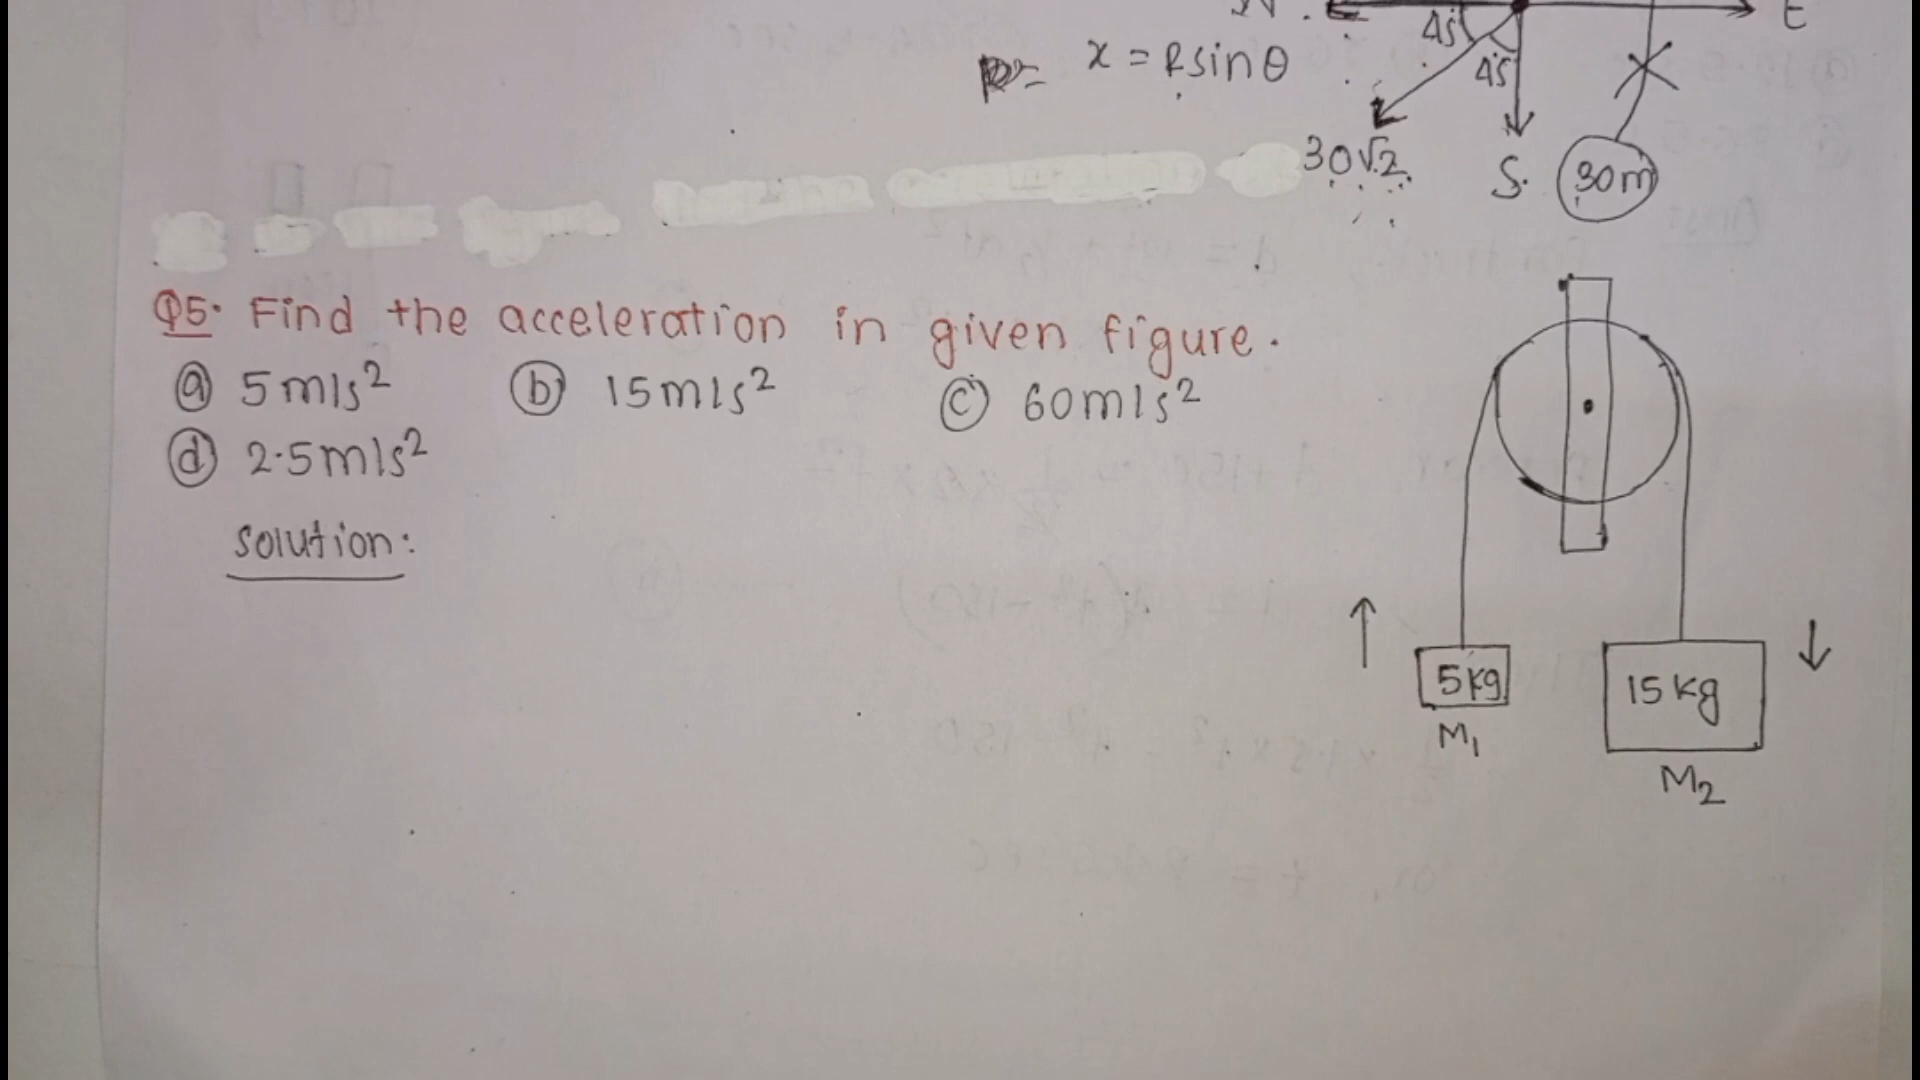 E
45
x = Rsinθ
45
30√2
S.
30m
Q5. Find the acceleration in given figure.
ⓐ 5m/s² ⓑ 15m/s² ⓒ 60m/s²
ⓓ 2.5m/s²
Solution:
↑ 5kg 15kg ↓
M₁
M₂